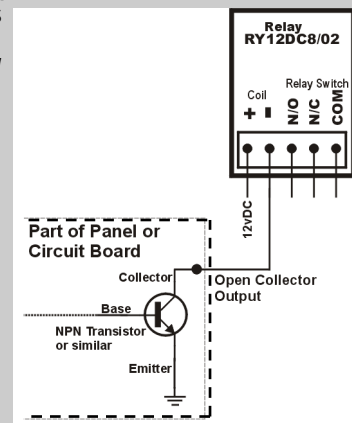 Relay
RY12DC8/02
Coil
Relay Switch
+ -
N/O
N/C
COM
12vDC
Part of Panel or
Circuit Board
Collector
Open Collector
Output
Base
NPN Transistor
or similar
Emitter